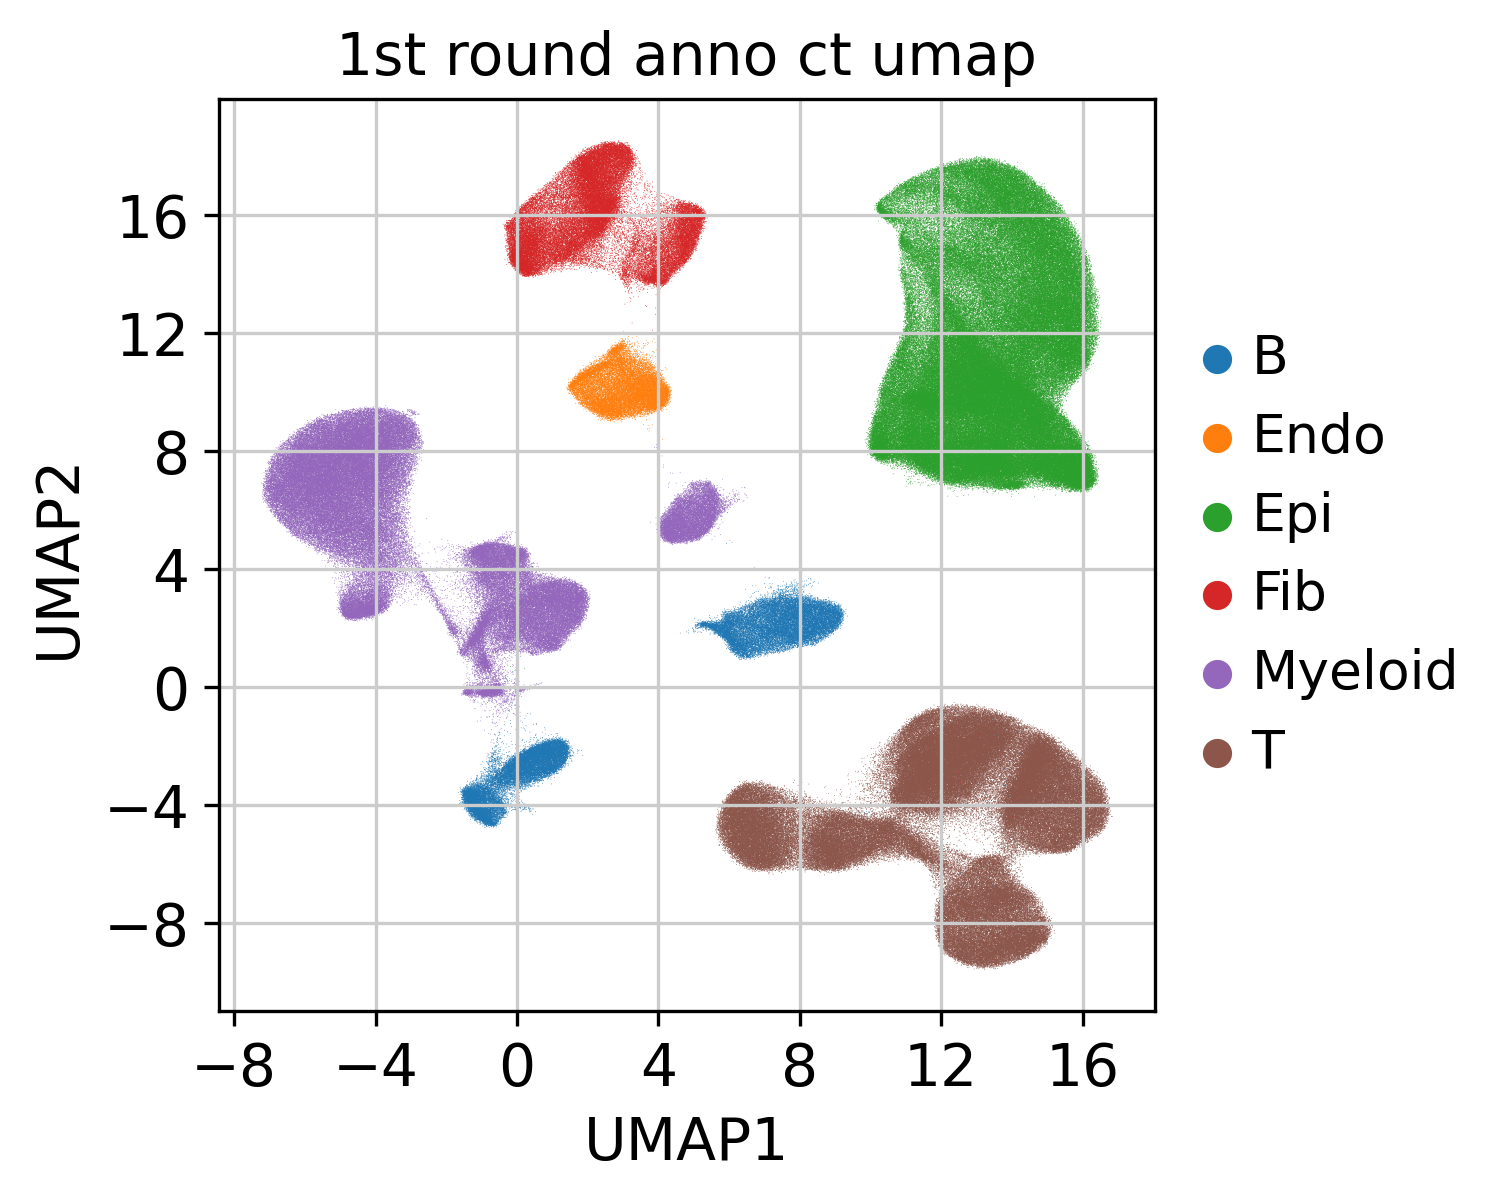 1st round anno ct umap
UMAP2
16
12
8
4
0
−4
−8
−8 −4 0 4 8 12 16
UMAP1
B
Endo
Epi
Fib
Myeloid
T